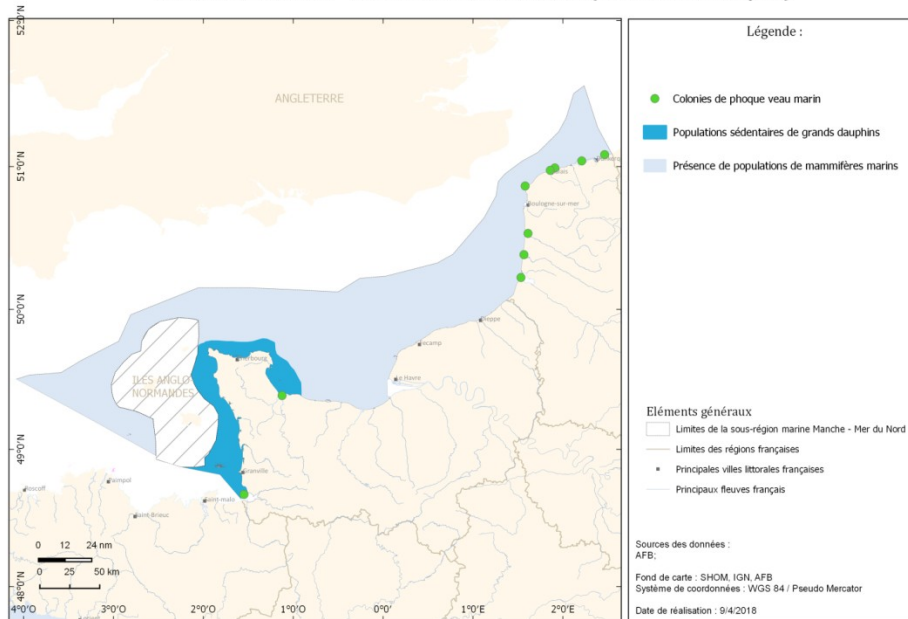 52°0'N
51°0'N
50°0'N
49°0'N
48°0'N
ANGLETERRE
Calais
Boulogne-sur-mer
Dieppe
Fecamp
Le Havre
Cherbourg
ILES ANGLO-
NORMANDES
Granville
Saint-malo
Saint-Brieuc
Paimpol
Roscoff
0 12 24 nm
0 25 50 km
4°0'O 3°0'O 2°0'O 1°0'O 0°0'E 1°0'E 2°0'E
Légende :
Colonies de phoque veau marin
Populations sédentaires de grands dauphins
Présence de populations de mammifères marins
Eléments généraux
Limites de la sous-région marine Manche - Mer du Nord
Limites des régions françaises
Principales villes littorales françaises
Principaux fleuves français
Sources des données :
AFB;
Fond de carte : SHOM, IGN, AFB
Système de coordonnées : WGS 84 / Pseudo Mercator
Date de réalisation : 9/4/2018